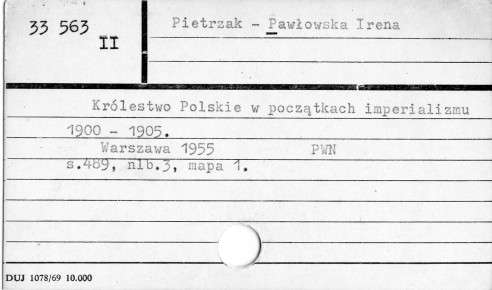 33 563
II
Pietrzak - Pawłowska Irena
Królestwo Polskie w początkach imperializmu
1900 - 1905.
Warszawa 1955 PWN
s.489, nlb.3, mapa 1.
DUJ 1078/69 10.000